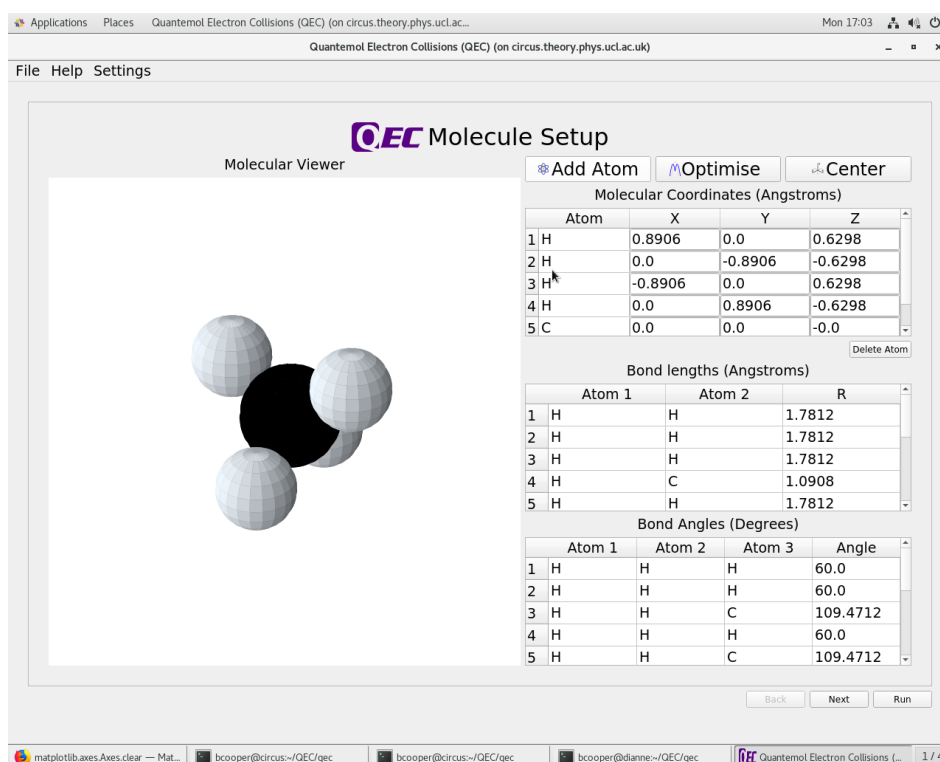 Applications Places Quantemol Electron Collisions (QEC) (on circus.theory.phys.ucl.ac... Mon 17:03
Quantemol Electron Collisions (QEC) (on circus.theory.phys.ucl.ac.uk)
File Help Settings
QEC Molecule Setup
Molecular Viewer
Add Atom Optimise Center
Molecular Coordinates (Angstroms)
Atom X Y Z
1 H 0.8906 0.0 0.6298
2 H 0.0 -0.8906 -0.6298
3 H -0.8906 0.0 0.6298
4 H 0.0 0.8906 -0.6298
5 C 0.0 0.0 -0.0
Delete Atom
Bond lengths (Angstroms)
Atom 1 Atom 2 R
1 H H 1.7812
2 H H 1.7812
3 H H 1.7812
4 H C 1.0908
5 H H 1.7812
Bond Angles (Degrees)
Atom 1 Atom 2 Atom 3 Angle
1 H H H 60.0
2 H H H 60.0
3 H H C 109.4712
4 H H H 60.0
5 H H C 109.4712
Back Next Run
matplotlib.axes.Axes.clear — Mat... bcooper@circus:~/QEC/qec bcooper@circus:~/QEC/qec bcooper@dianne:~/QEC/qec QEC Quantemol Electron Collisions (... 1 / 4